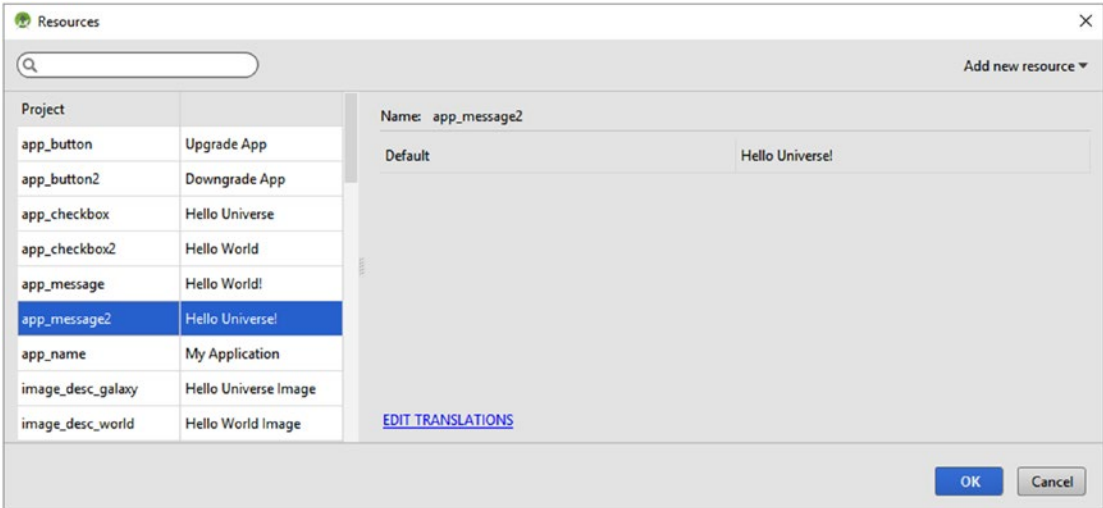 Resources
Add new resource
Project
app_button Upgrade App
app_button2 Downgrade App
app_checkbox Hello Universe
app_checkbox2 Hello World
app_message Hello World!
app_message2 Hello Universe!
app_name My Application
image_desc_galaxy Hello Universe Image
image_desc_world Hello World Image
Name: app_message2
Default Hello Universe!
EDIT TRANSLATIONS
OK Cancel